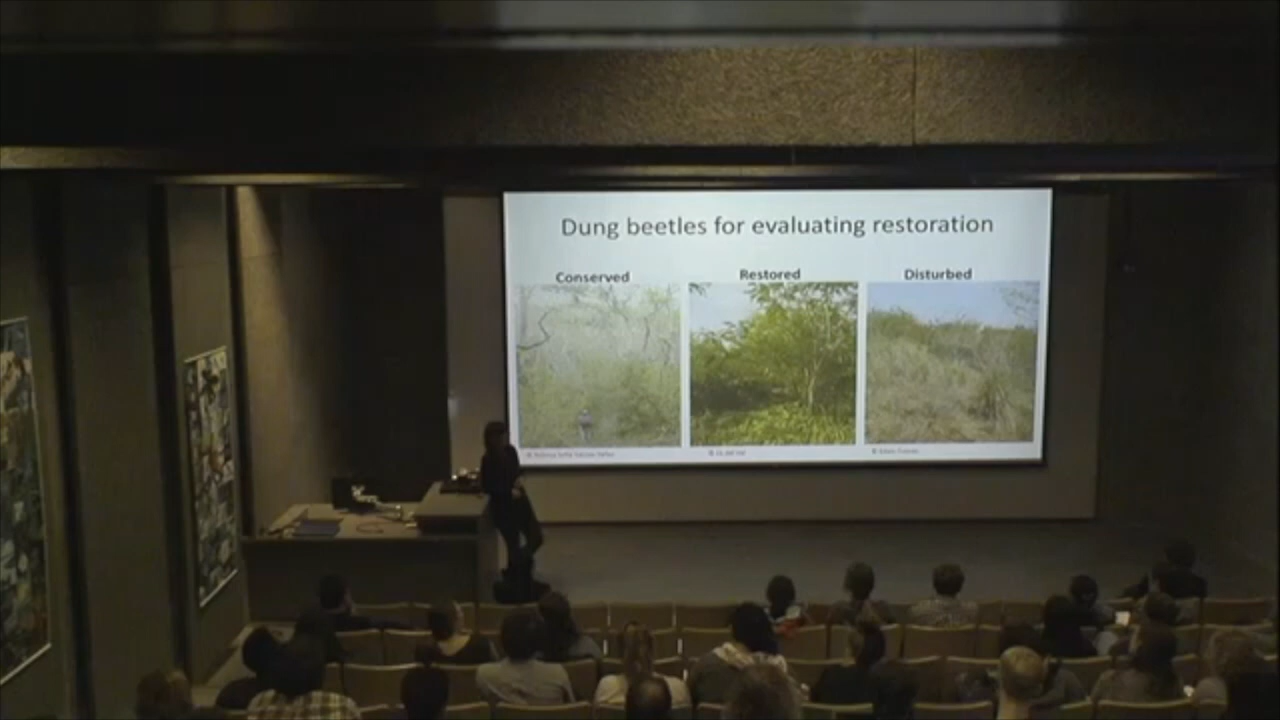 Dung beetles for evaluating restoration
Conserved
Restored
Disturbed